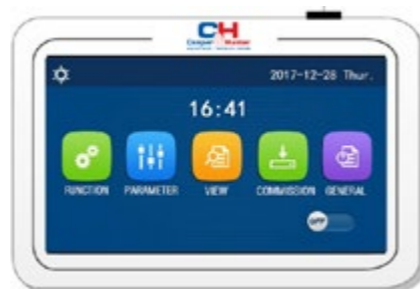 CH
Cooper Hunter
2017-12-28 Thur.
16:41
FUNCTION PARAMETER VIEW COMMISSION GENERAL
OFF